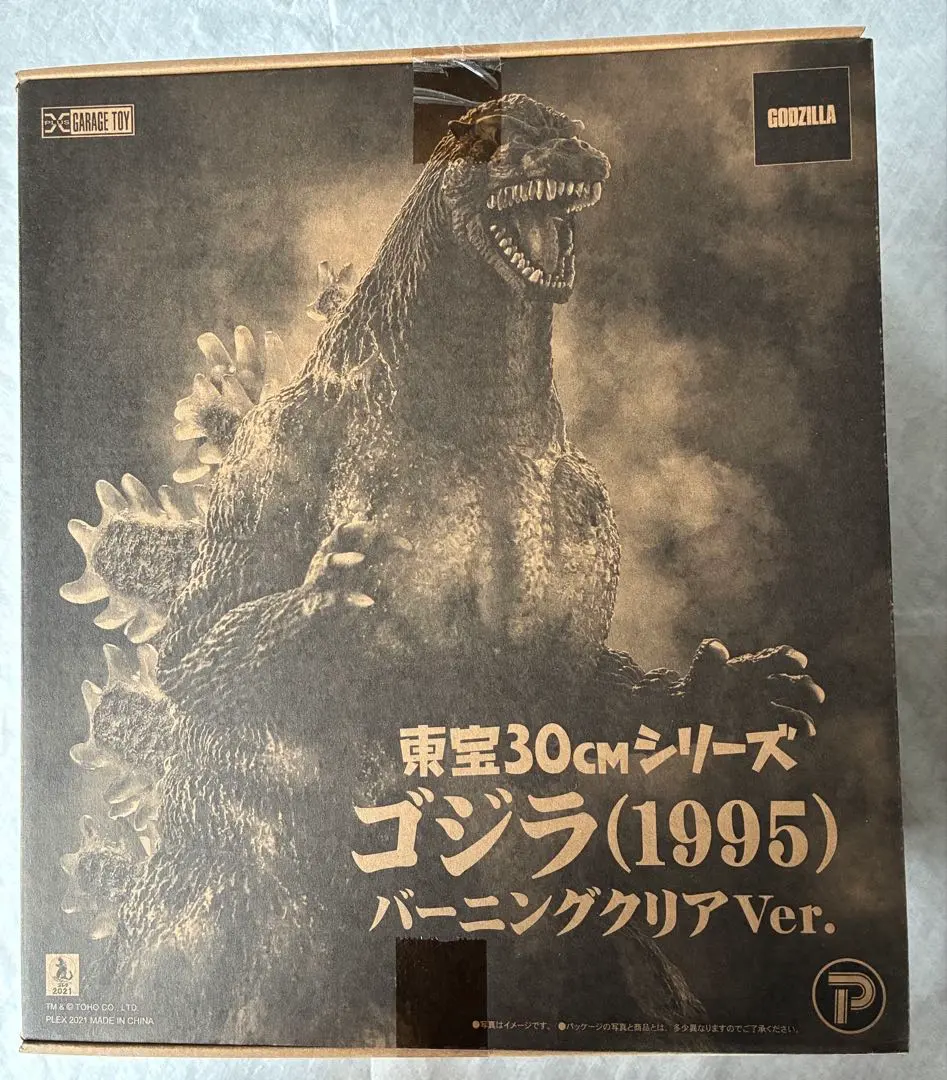 X PLUS GARAGE TOY
GODZILLA
東宝30CMシリーズ
ゴジラ(1995)
バーニングクリアVer.
2021
TM & © TOHO CO., LTD.
PLEX 2021 MADE IN CHINA
●写真はイメージです。 ●パッケージの写真と商品とは、多少異なりますのでご了承ください。
P